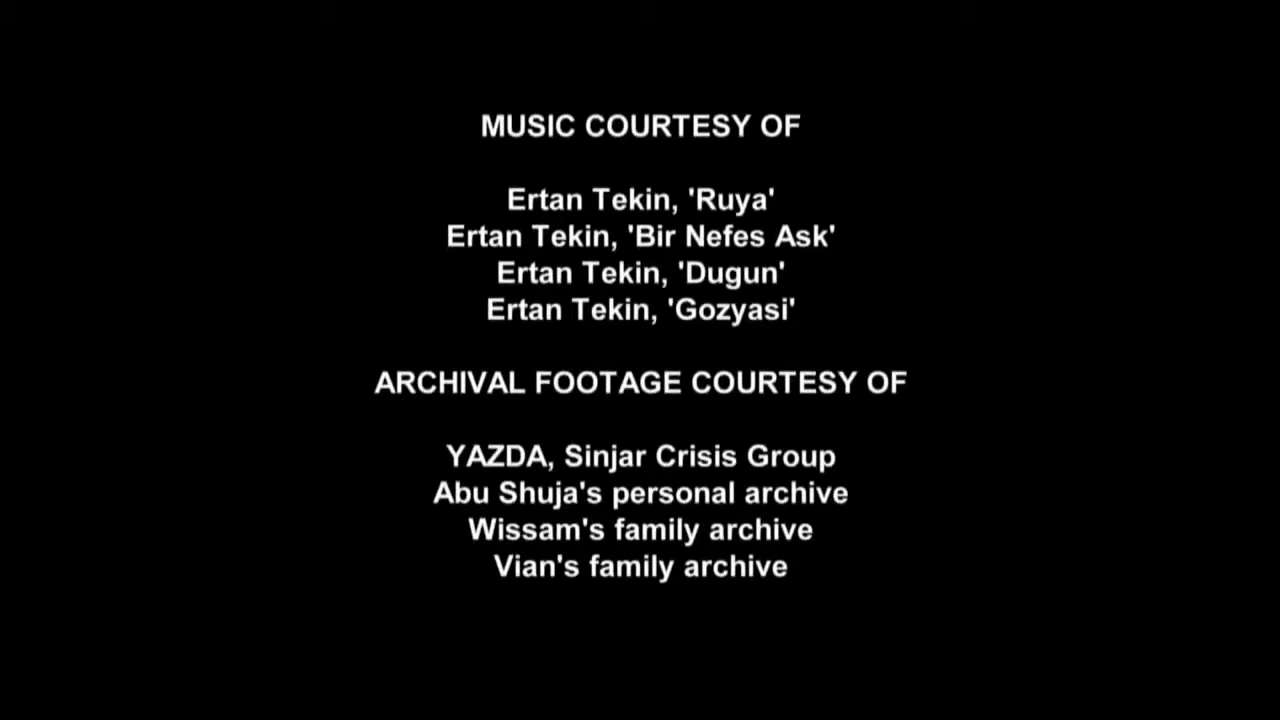 MUSIC COURTESY OF
Ertan Tekin, 'Ruya'
Ertan Tekin, 'Bir Nefes Ask'
Ertan Tekin, 'Dugun'
Ertan Tekin, 'Gozyasi'
ARCHIVAL FOOTAGE COURTESY OF
YAZDA, Sinjar Crisis Group
Abu Shuja's personal archive
Wissam's family archive
Vian's family archive